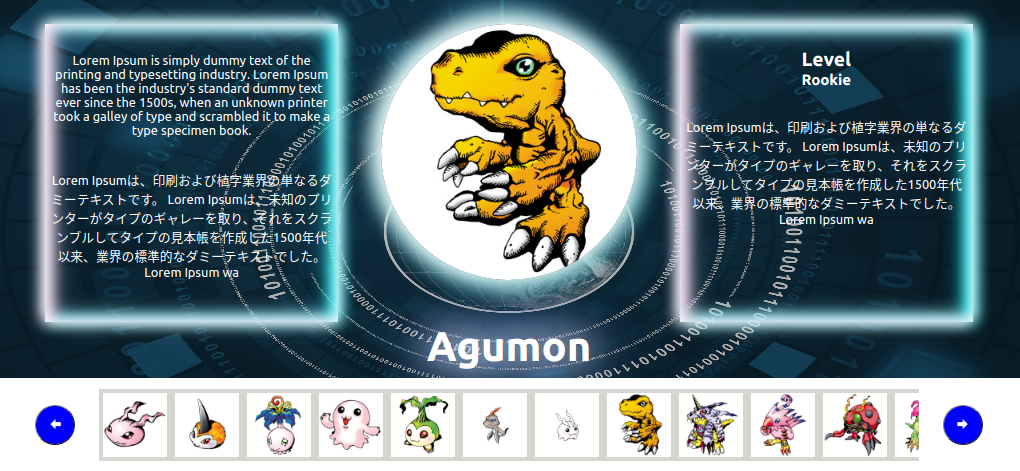 Lorem Ipsum is simply dummy text of the
printing and typesetting industry. Lorem Ipsum
has been the industry's standard dummy text
ever since the 1500s, when an unknown printer
took a galley of type and scrambled it to make a
type specimen book.
Lorem Ipsumは、印刷および植字業界の単なるダ
ミーテキストです。 Lorem Ipsumは、未知のプリ
ンターがタイプのギャレーを取り、それをスクラ
ンブルしてタイプの見本帳を作成した1500年代
以来、業界の標準的なダミーテキストでした。
Lorem Ipsum wa
Agumon
Level
Rookie
Lorem Ipsumは、印刷および植字業界の単なるダ
ミーテキストです。 Lorem Ipsumは、未知のプリ
ンターがタイプのギャレーを取り、それをスクラ
ンブルしてタイプの見本帳を作成した1500年代
以来、業界の標準的なダミーテキストでした。
Lorem Ipsum wa